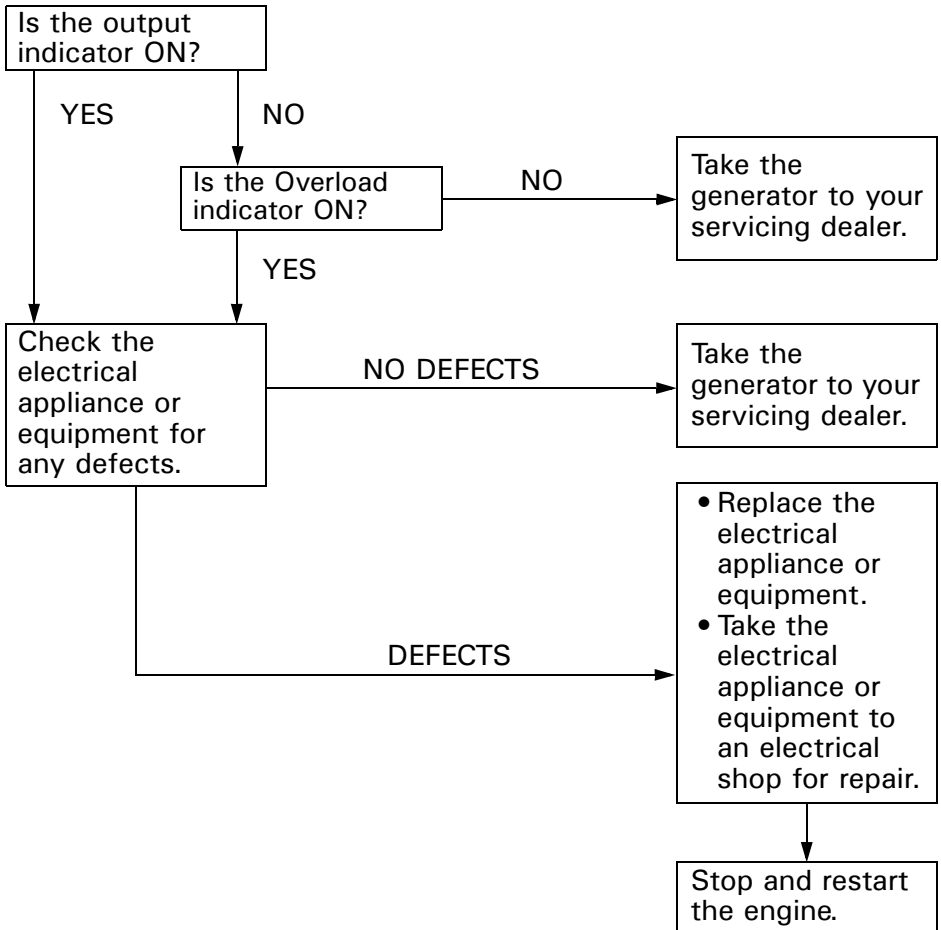 Is the output
indicator ON?
YES
NO
Is the Overload
indicator ON?
NO
Take the
generator to your
servicing dealer.
YES
Check the
electrical
appliance or
equipment for
any defects.
NO DEFECTS
Take the
generator to your
servicing dealer.
DEFECTS
• Replace the
electrical
appliance or
equipment.
• Take the
electrical
appliance or
equipment to
an electrical
shop for repair.
Stop and restart
the engine.